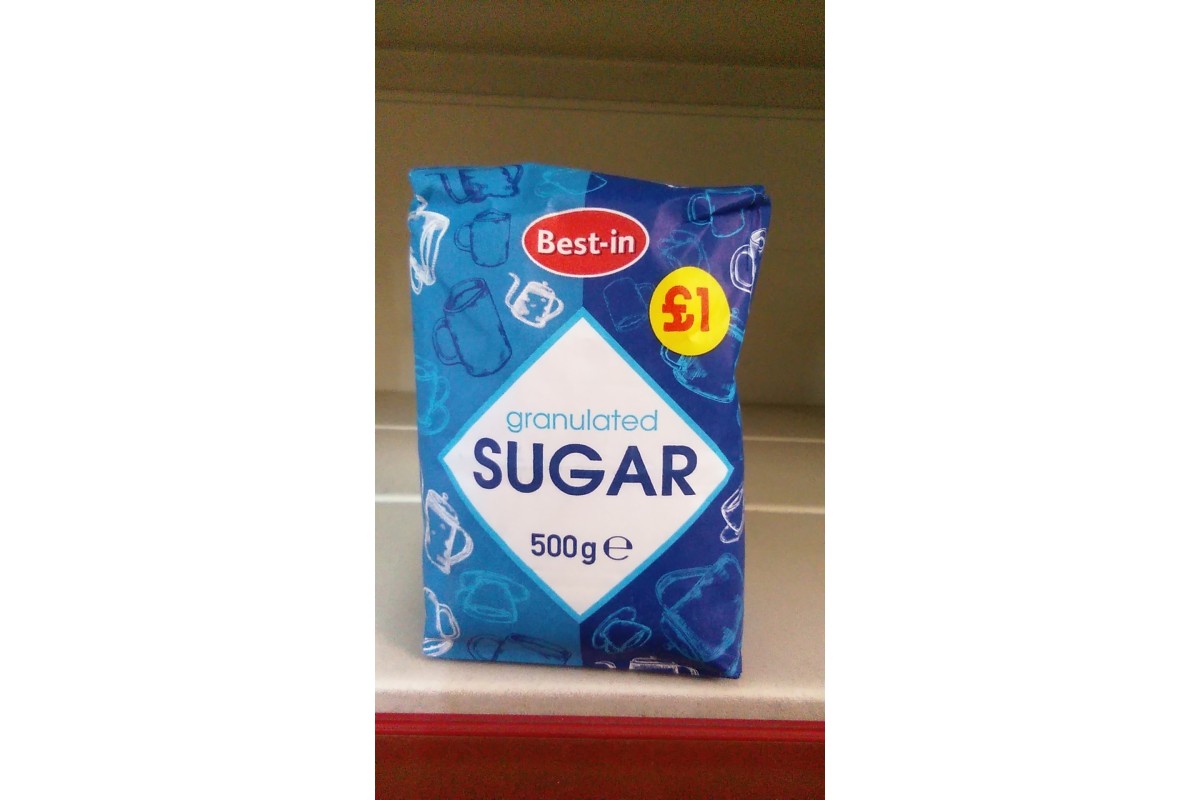 Best-in
£1
granulated
SUGAR
500g ℮